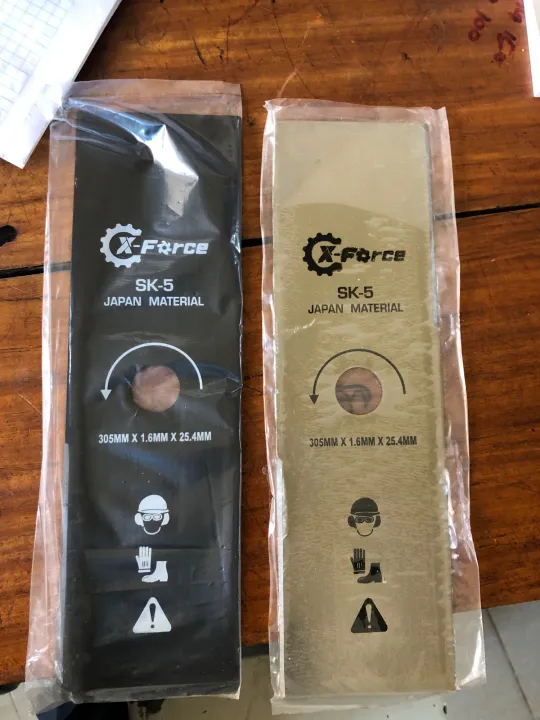 X-Force
SK-5
JAPAN MATERIAL
305MM X 1.6MM X 25.4MM
X-Force
SK-5
JAPAN MATERIAL
305MM X 1.6MM X 25.4MM